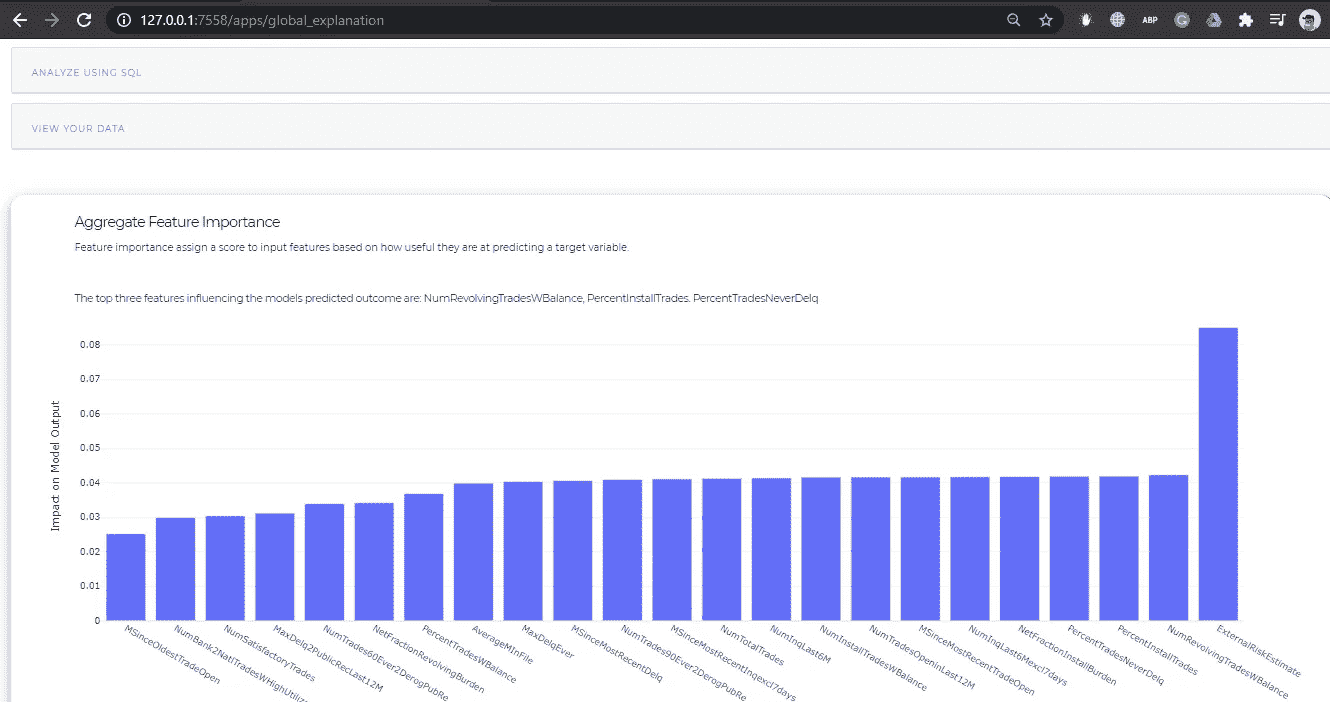 127.0.0.1:7558/apps/global_explanation
ABP
G
ANALYZE USING SQL
VIEW YOUR DATA
Aggregate Feature Importance
Feature importance assign a score to input features based on how useful they are at predicting a target variable.
The top three features influencing the models predicted outcome are: NumRevolvingTradesWBalance, PercentInstallTrades. PercentTradesNeverDelq
0.08
0.07
0.06
0.05
0.04
0.03
0.02
0.01
0
Impact on Model Output
MSinceOldestTradeOpen
NumBank2NatlTradesWHighUtiliz
NumSatisfactoryTrades
MaxDelq2PublicRecLast12M
NumTrades60Ever2DerogPubRe
NetFractionRevolvingBurden
PercentTradesWBalance
AverageMInFile
MaxDelqEver
MSinceMostRecentDelq
NumTrades90Ever2DerogPubRe
MSinceMostRecentInqexcl7days
NumTotalTrades
NumInqLast6M
NumInstallTradesWBalance
NumTradesOpeninLast12M
MSinceMostRecentTradeOpen
NumInqLast6Mexcl7days
NetFractionInstallBurden
PercentTradesNeverDelq
PercentInstallTrades
NumRevolvingTradesWBalance
ExternalRiskEstimate